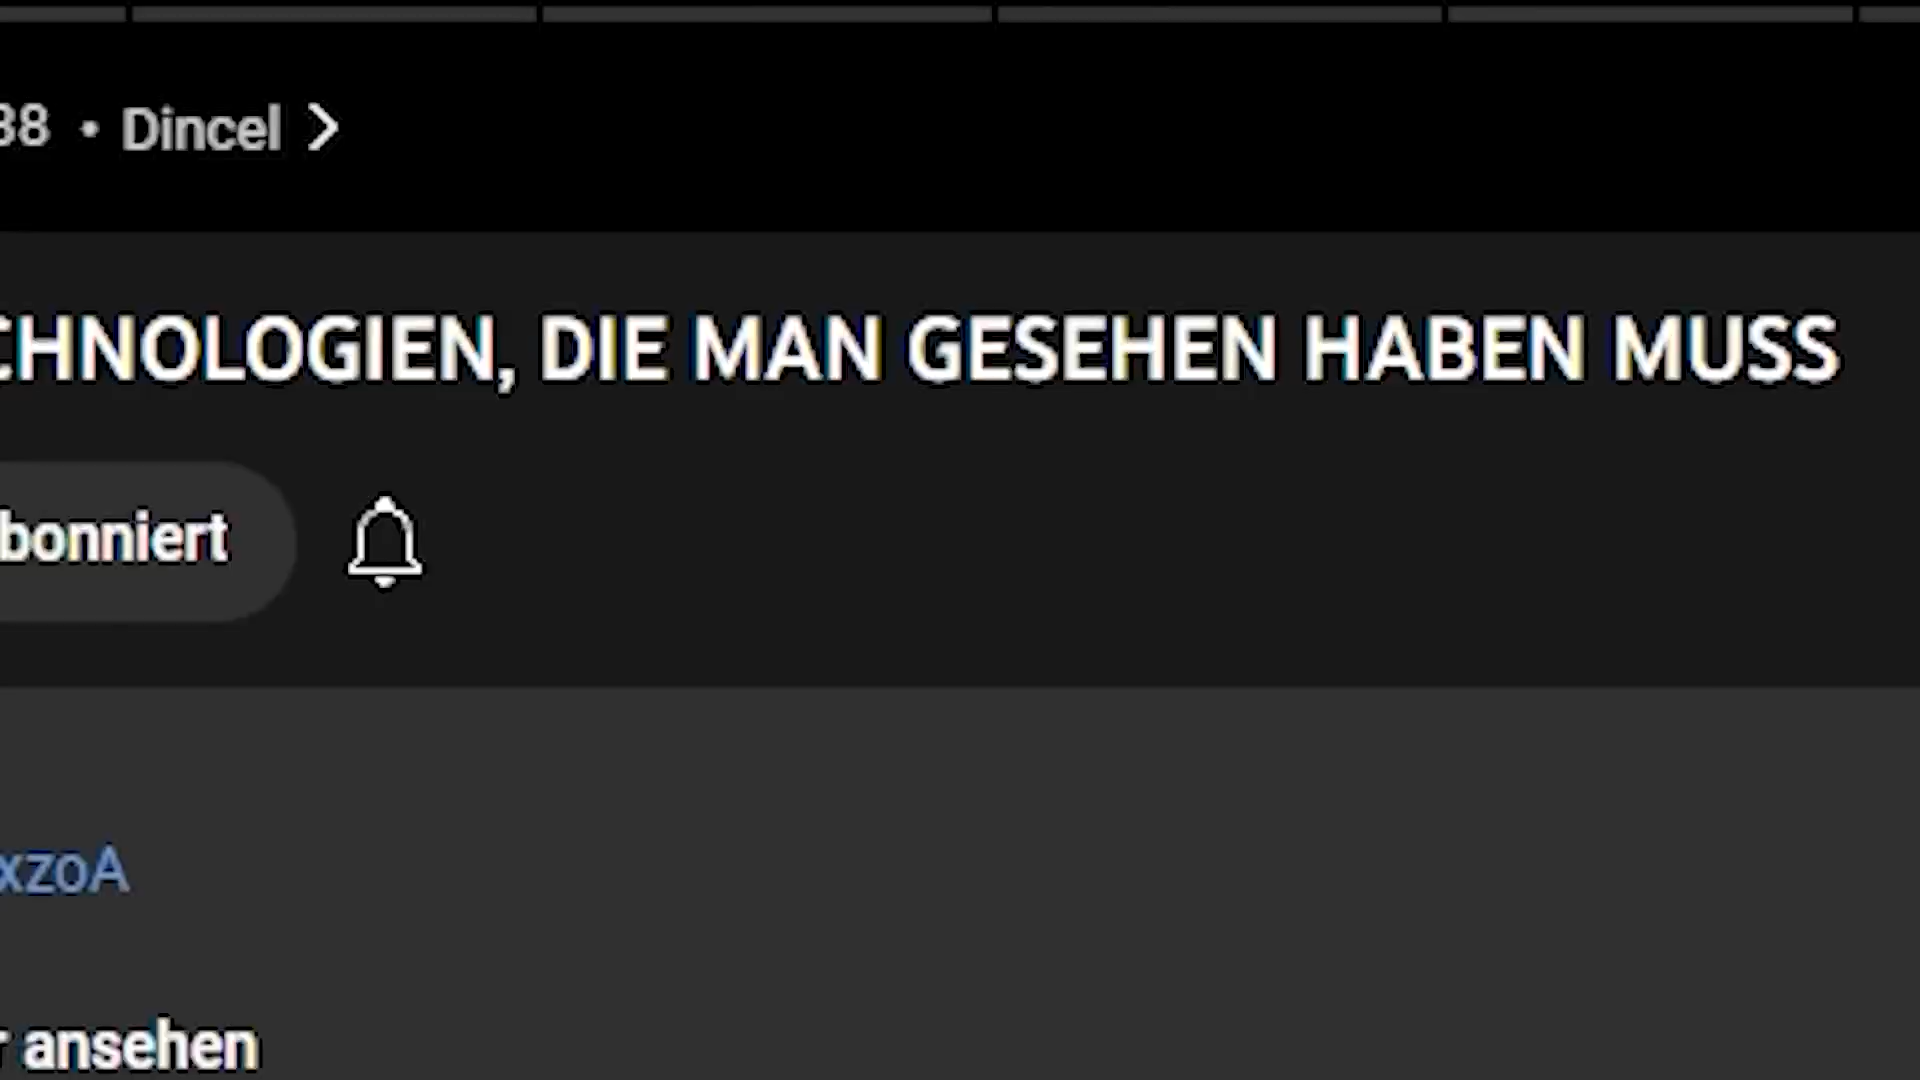 38 • Dincel
CHNOLOGIEN, DIE MAN GESEHEN HABEN MUSS
bonniert
xzoA
r ansehen